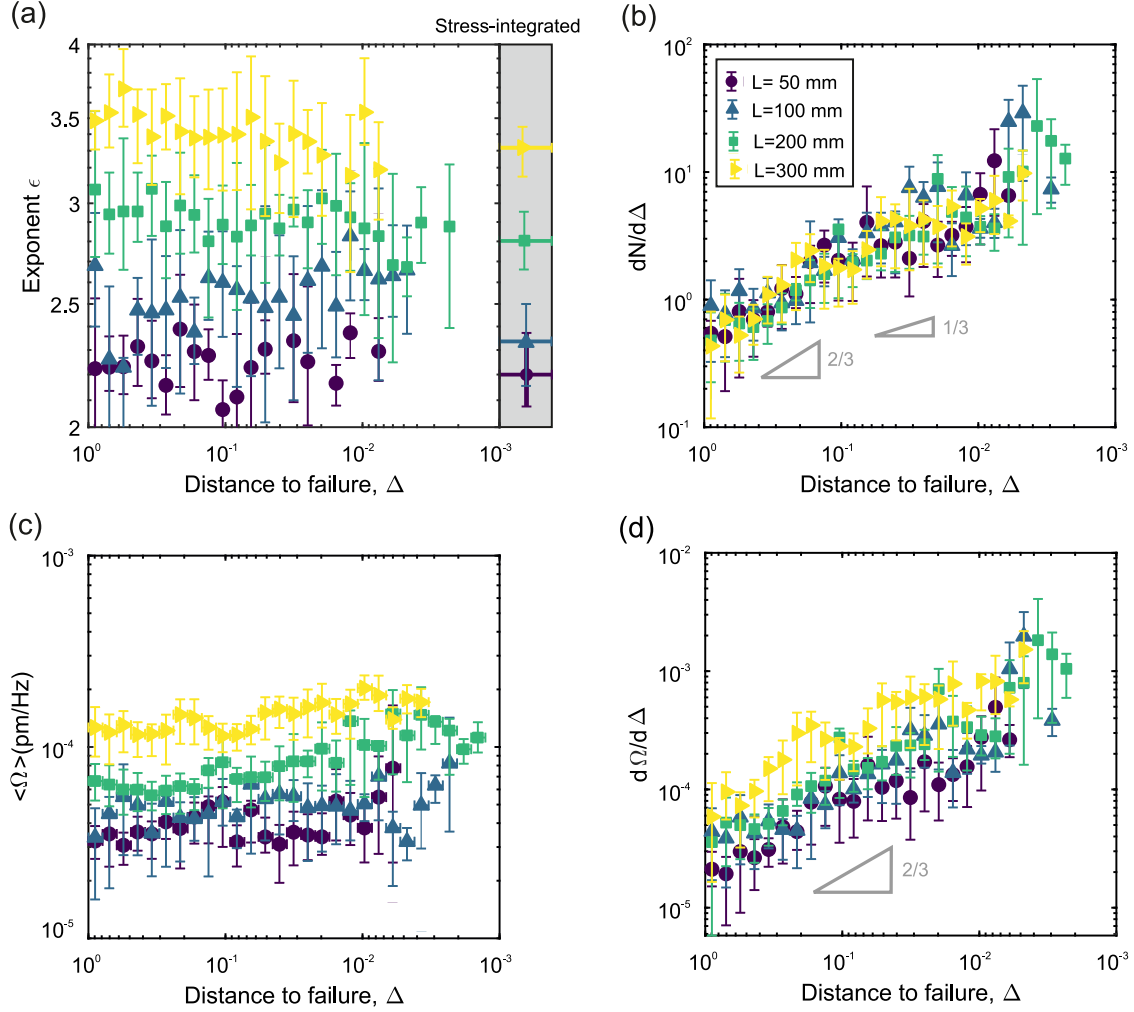 (a)
Stress-integrated
4
3.5
3
2.5
2
Exponent ϵ
10⁰
10⁻¹
10⁻²
10⁻³
Distance to failure, Δ
(b)
L= 50 mm
L=100 mm
L=200 mm
L=300 mm
10²
10¹
10⁰
10⁻¹
dN/dΔ
1/3
2/3
10⁰
10⁻¹
10⁻²
10⁻³
Distance to failure, Δ
(c)
10⁻³
10⁻⁴
10⁻⁵
<Ω>(pm/Hz)
10⁰
10⁻¹
10⁻²
10⁻³
Distance to failure, Δ
(d)
10⁻²
10⁻³
10⁻⁴
10⁻⁵
dΩ/dΔ
2/3
10⁰
10⁻¹
10⁻²
10⁻³
Distance to failure, Δ